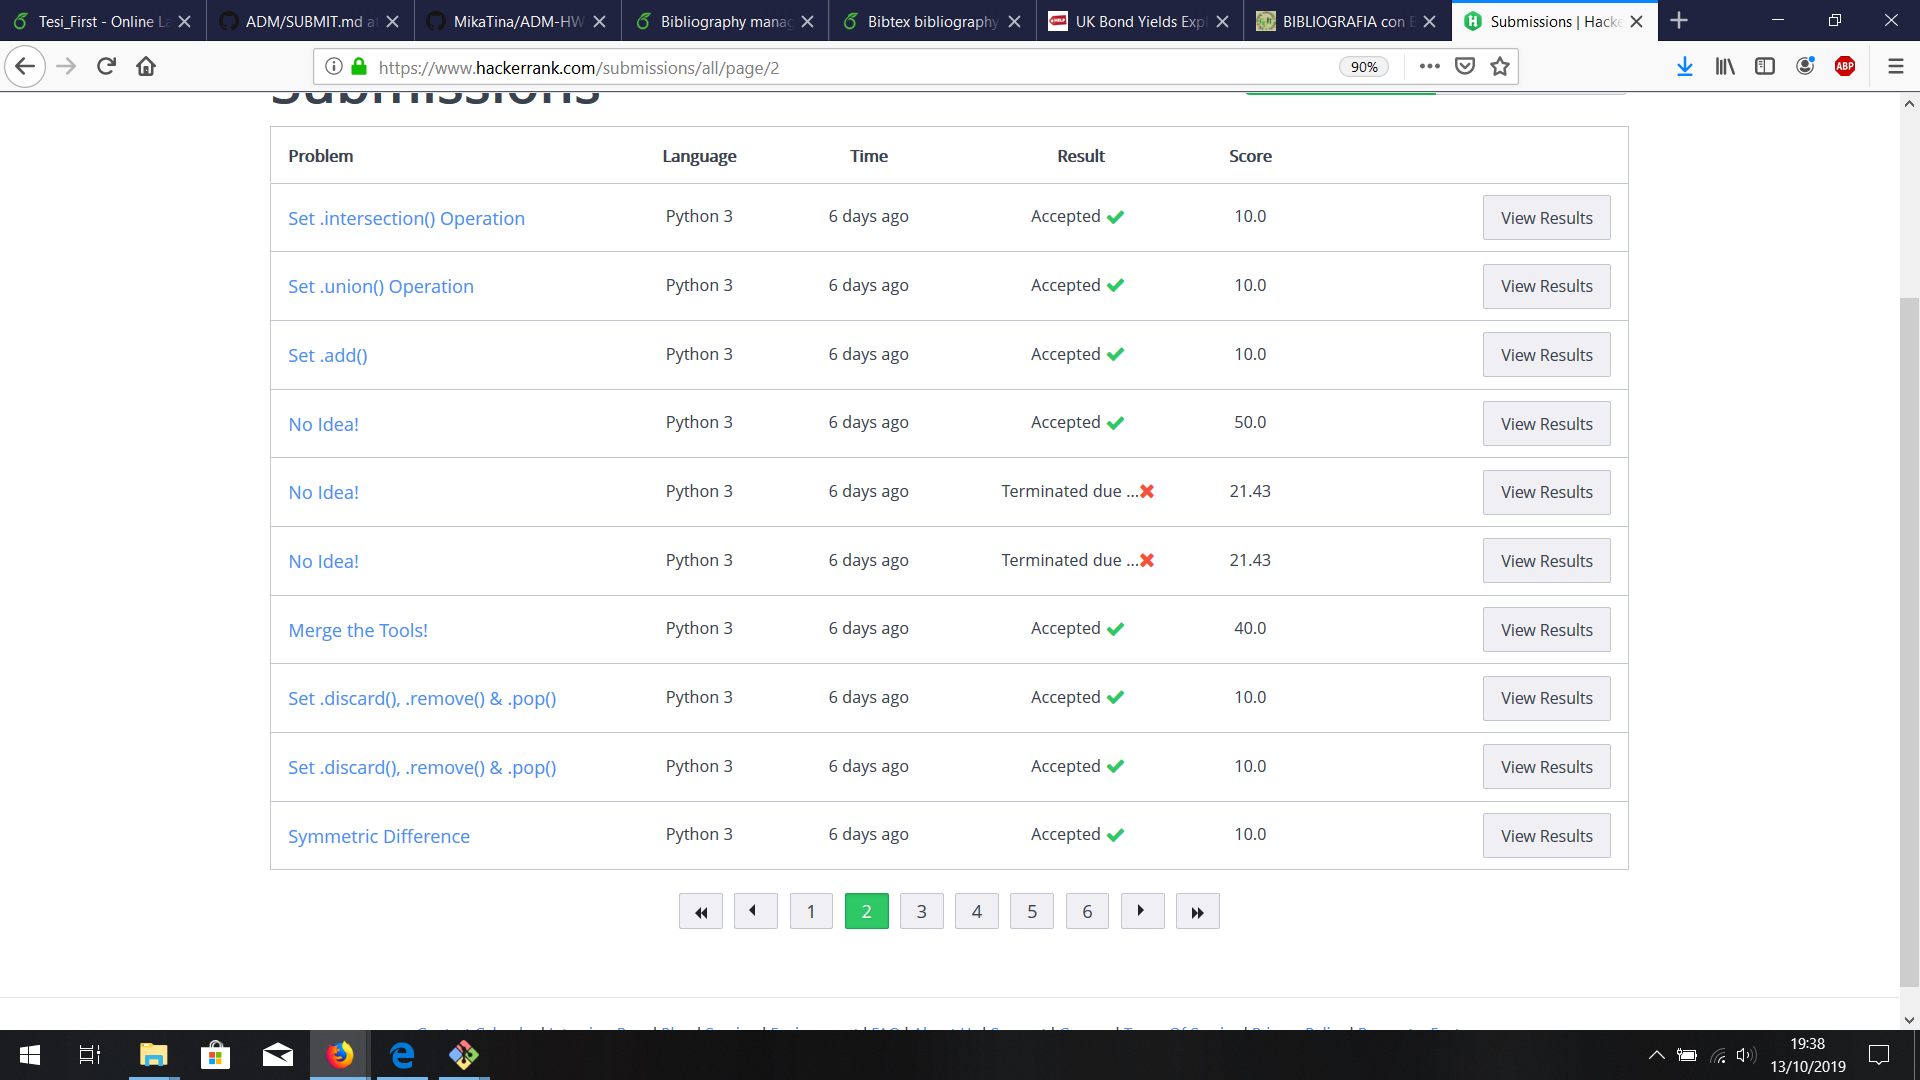 Tesi_First - Online La
ADM/SUBMIT.md at
MikaTina/ADM-HW
Bibliography manag
Bibtex bibliography
UK Bond Yields Expl
BIBLIOGRAFIA con B
Submissions | Hacke
https://www.hackerrank.com/submissions/all/page/2
90%
ABP
Submissions
Problem Language Time Result Score
Set .intersection() Operation Python 3 6 days ago Accepted 10.0 View Results
Set .union() Operation Python 3 6 days ago Accepted 10.0 View Results
Set .add() Python 3 6 days ago Accepted 10.0 View Results
No Idea! Python 3 6 days ago Accepted 50.0 View Results
No Idea! Python 3 6 days ago Terminated due ... 21.43 View Results
No Idea! Python 3 6 days ago Terminated due ... 21.43 View Results
Merge the Tools! Python 3 6 days ago Accepted 40.0 View Results
Set .discard(), .remove() & .pop() Python 3 6 days ago Accepted 10.0 View Results
Set .discard(), .remove() & .pop() Python 3 6 days ago Accepted 10.0 View Results
Symmetric Difference Python 3 6 days ago Accepted 10.0 View Results
1 2 3 4 5 6
19:38
13/10/2019